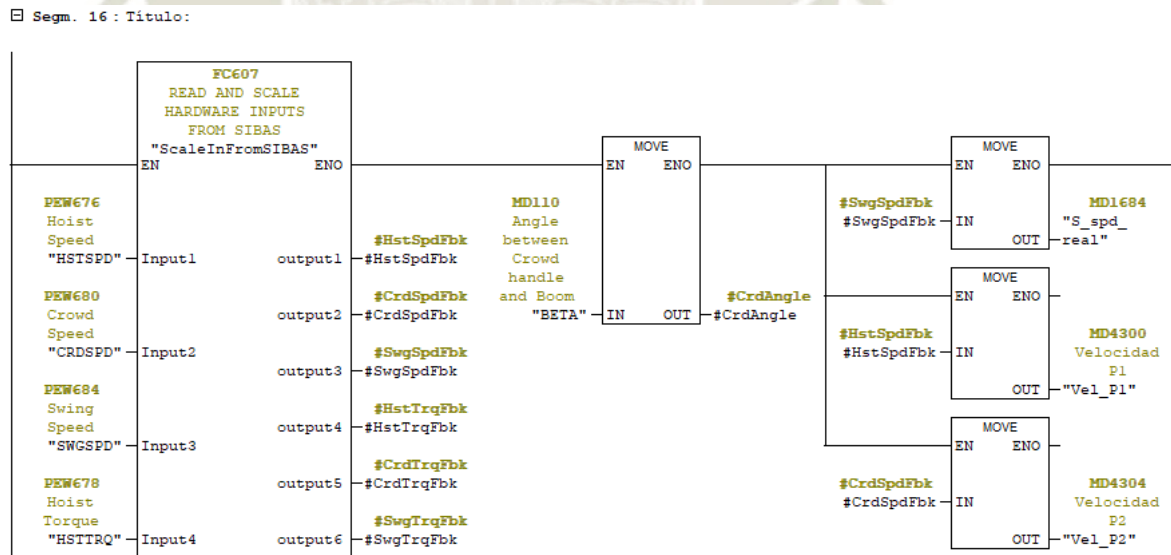 Segm. 16 : Título:
FC607
READ AND SCALE
HARDWARE INPUTS
FROM SIBAS
"ScaleInFromSIBAS"
EN ENO
PEW676
Hoist
Speed
"HSTSPD" Input1
PEW680
Crowd
Speed
"CRDSPD" Input2
PEW684
Swing
Speed
"SWGSPD" Input3
PEW678
Hoist
Torque
"HSTTRQ" Input4
#HstSpdFbk
output1 #HstSpdFbk
#CrdSpdFbk
output2 #CrdSpdFbk
#SwgSpdFbk
output3 #SwgSpdFbk
#HstTrqFbk
output4 #HstTrqFbk
#CrdTrqFbk
output5 #CrdTrqFbk
#SwgTrqFbk
output6 #SwgTrqFbk
MOVE
EN ENO
MD110
Angle
between
Crowd
handle
and Boom
"BETA" IN
#CrdAngle
OUT #CrdAngle
MOVE
EN ENO
#SwgSpdFbk
#SwgSpdFbk IN
MD1684
"S_spd_
OUT real"
MOVE
EN ENO
#HstSpdFbk
#HstSpdFbk IN
MD4300
Velocidad
P1
OUT "Vel_P1"
MOVE
EN ENO
#CrdSpdFbk
#CrdSpdFbk IN
MD4304
Velocidad
P2
OUT "Vel_P2"